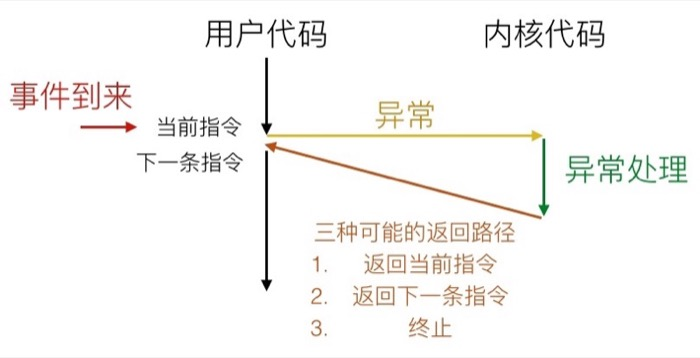 用户代码
内核代码
事件到来
当前指令
异常
下一条指令
异常处理
三种可能的返回路径
1. 返回当前指令
2. 返回下一条指令
3. 终止